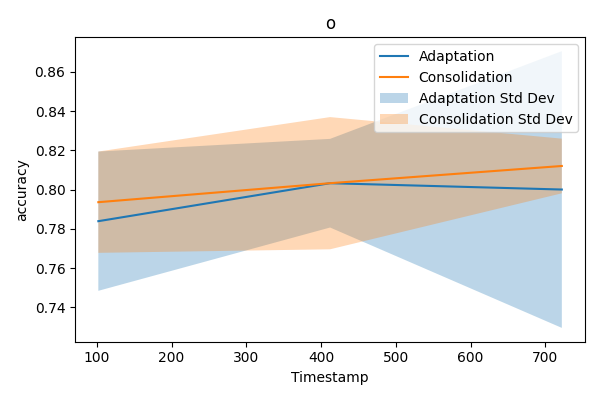 o
Adaptation
Consolidation
Adaptation Std Dev
Consolidation Std Dev
accuracy
0.86
0.84
0.82
0.80
0.78
0.76
0.74
100 200 300 400 500 600 700
Timestamp